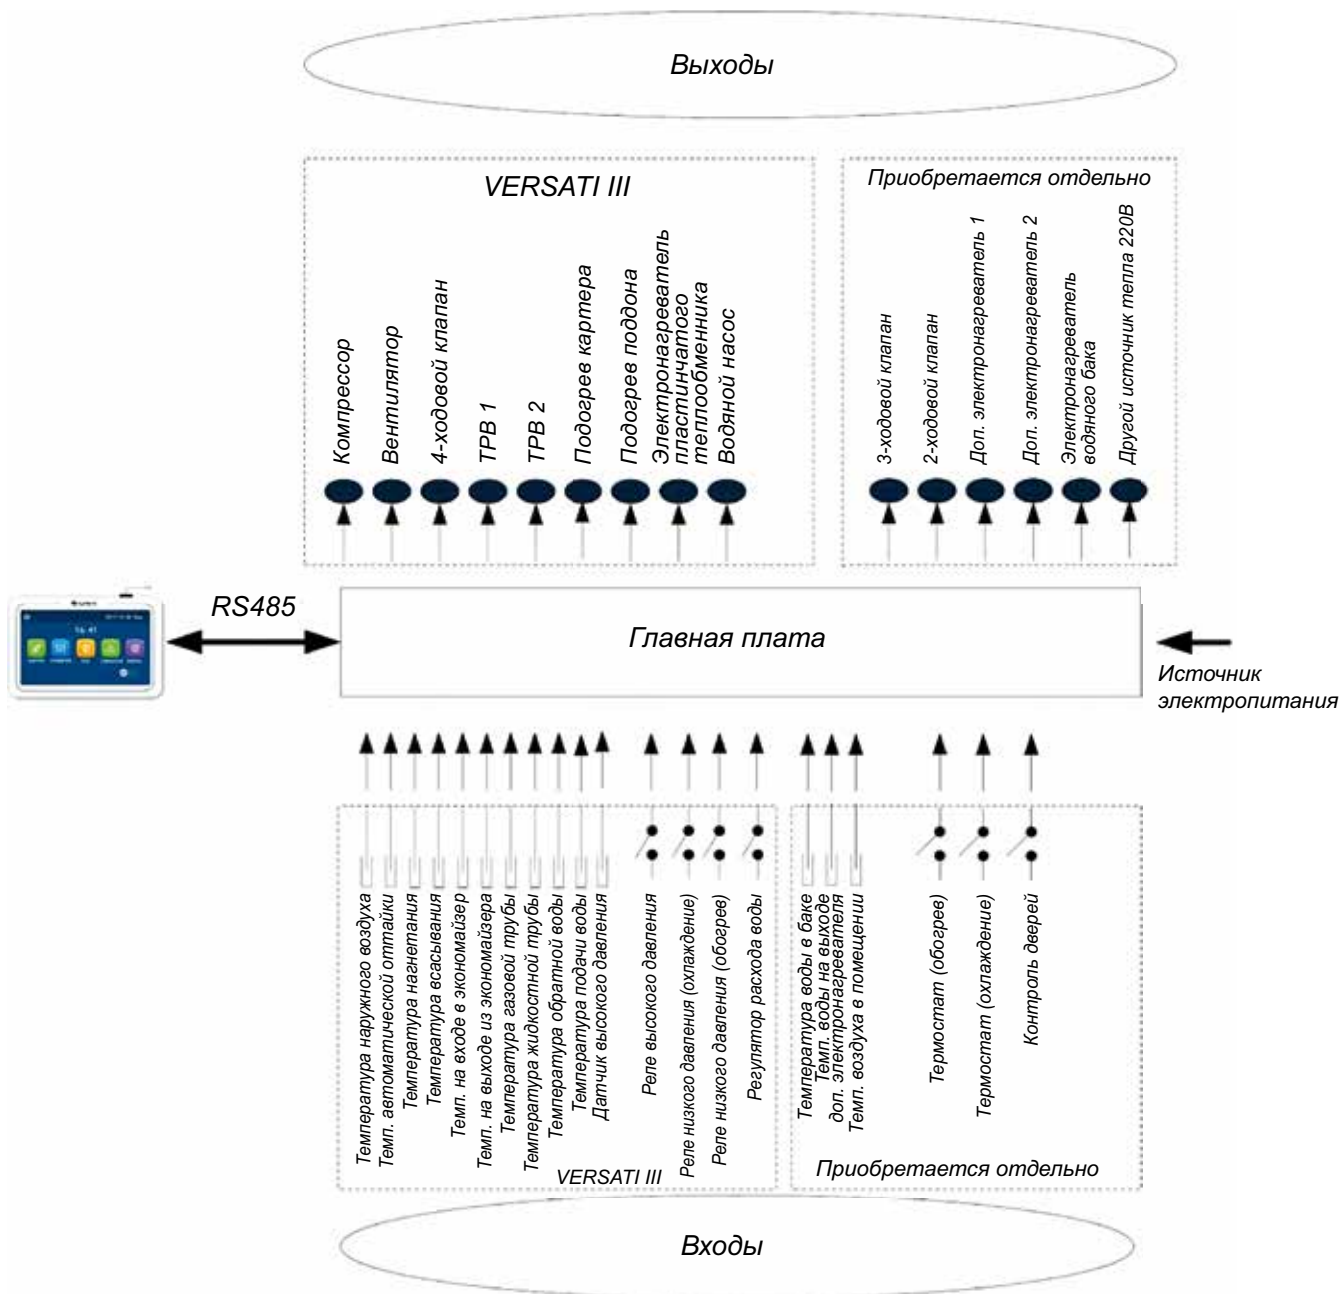 Выходы
VERSATI III
Приобретается отдельно
Компрессор
Вентилятор
4-ходовой клапан
ТРВ 1
ТРВ 2
Подогрев картера
Подогрев поддона
Электронагреватель
пластинчатого
теплообменника
Водяной насос
3-ходовой клапан
2-ходовой клапан
Доп. электронагреватель 1
Доп. электронагреватель 2
Электронагреватель
водяного бака
Другой источник тепла 220В
RS485
Главная плата
Источник
электропитания
Температура наружного воздуха
Темп. автоматической оттайки
Температура нагнетания
Температура всасывания
Темп. на входе в экономайзер
Темп. на выходе из экономайзера
Температура газовой трубы
Температура жидкостной трубы
Температура обратной воды
Температура подачи воды
Датчик высокого давления
Реле высокого давления
Реле низкого давления (охлаждение)
Реле низкого давления (обогрев)
Регулятор расхода воды
Температура воды в баке
Темп. воды на выходе
доп. электронагревателя
Темп. воздуха в помещении
Термостат (обогрев)
Термостат (охлаждение)
Контроль дверей
VERSATI III
Приобретается отдельно
Входы